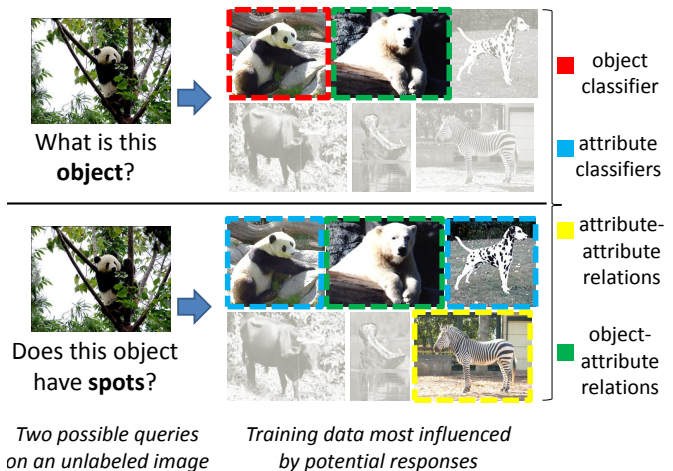 What is this
object?
Does this object
have spots?
Two possible queries
on an unlabeled image
Training data most influenced
by potential responses
object
classifier
attribute
classifiers
attribute-
attribute
relations
object-
attribute
relations